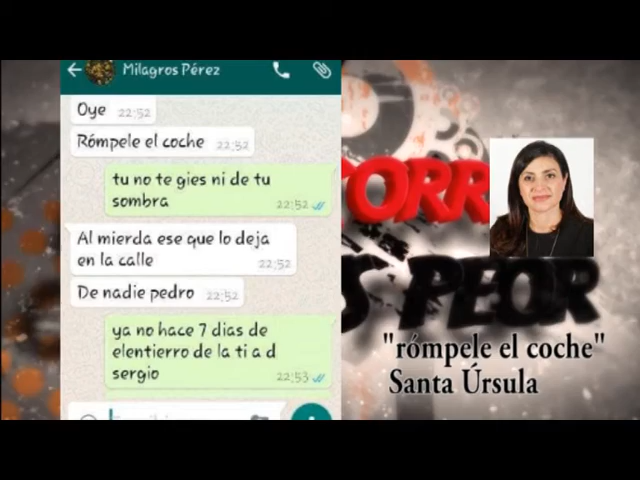 Milagros Pérez
Oye 22:52
Rómpele el coche 22:52
tu no te gies ni de tu
sombra
22:52
Al mierda ese que lo deja
en la calle
22:52
De nadie pedro 22:52
ya no hace 7 dias de
elentierro de la ti a d
sergio
22:53
CORR
PEOR
"rómpele el coche"
Santa Úrsula